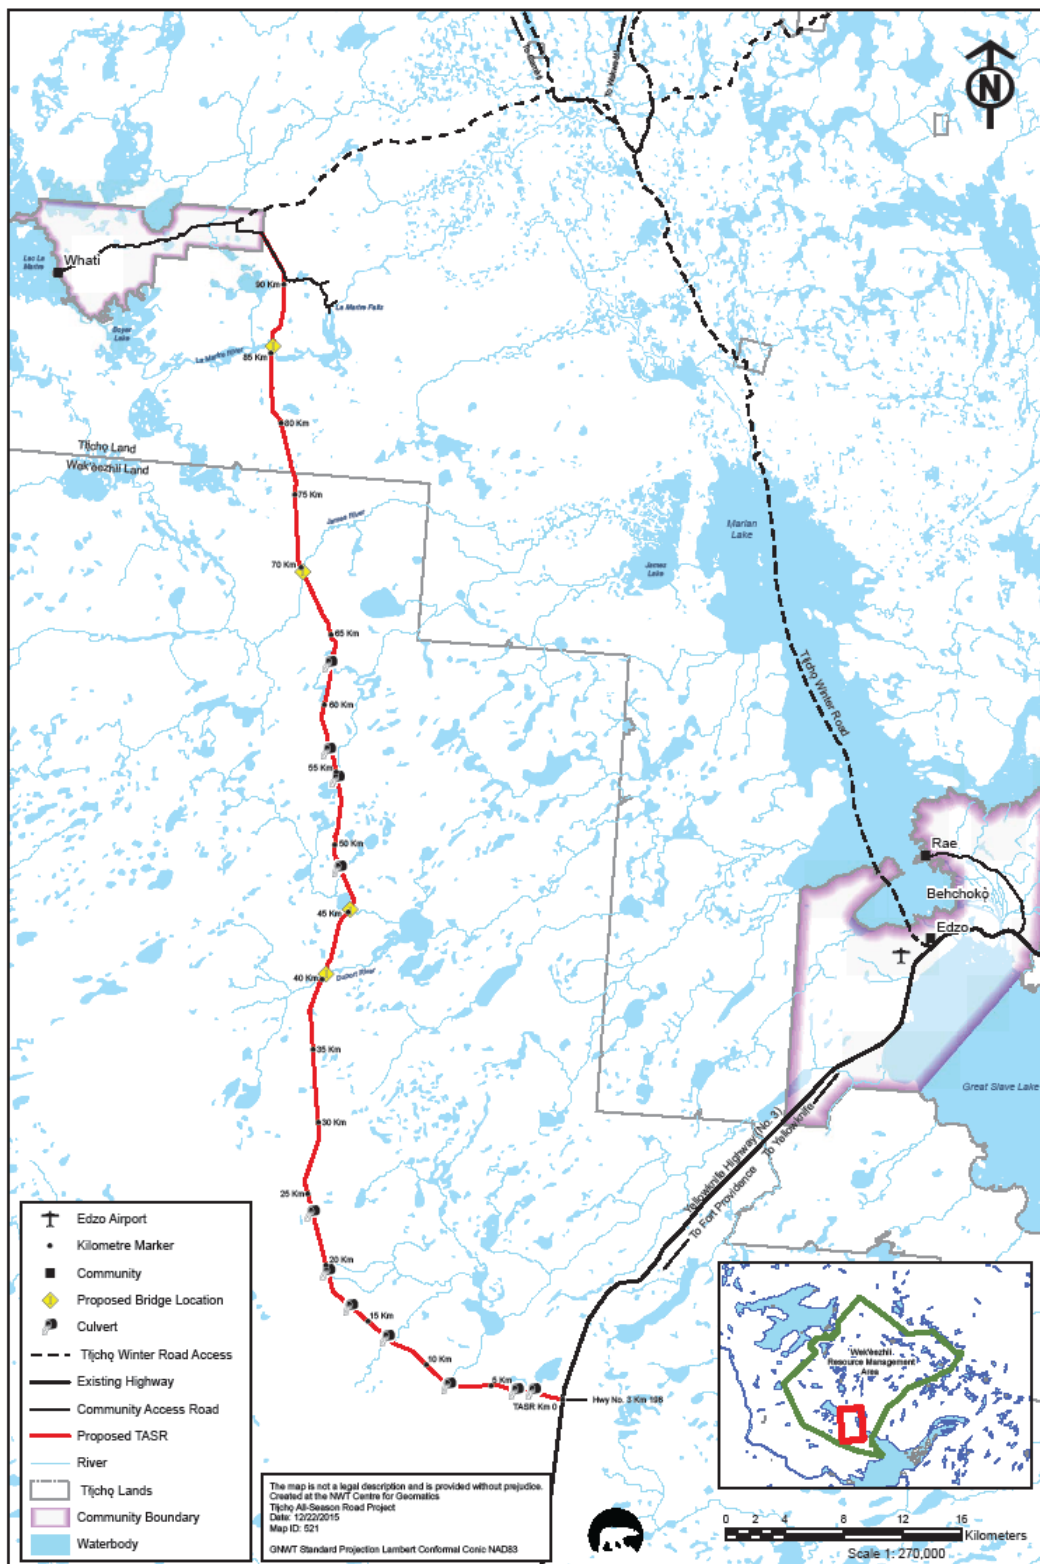 N
To Gamètì
To Wekweètì
Whati
Lac La
Martre
90 Km
La Martre Falls
Boyer
Lake
La Martre River
85 Km
80 Km
Tłı̨chǫ Land
Wek'èezhìı Land
75 Km
James River
Marian
Lake
70 Km
James
Lake
65 Km
60 Km
Tłı̨chǫ Winter Road
55 Km
50 Km
Rae
Behchokǫ̀
45 Km
Edzo
40 Km
Duport River
35 Km
Great Slave Lake
30 Km
Yellowknife Highway (No. 3)
To Yellowknife
To Fort Providence
25 Km
20 Km
15 Km
10 Km
5 Km
TASR Km 0
Hwy No. 3 Km 196
Edzo Airport
Kilometre Marker
Community
Proposed Bridge Location
Culvert
Tłı̨chǫ Winter Road Access
Existing Highway
Community Access Road
Proposed TASR
River
Tłı̨chǫ Lands
Community Boundary
Waterbody
The map is not a legal description and is provided without prejudice.
Created at the NWT Centre for Geomatics
Tłı̨chǫ All-Season Road Project
Date: 12/22/2015
Map ID: 521
GNWT Standard Projection Lambert Conformal Conic NAD83
Wek'èezhìı
Resource Management
Area
0 2 4 8 12 16
Kilometers
Scale 1: 270,000